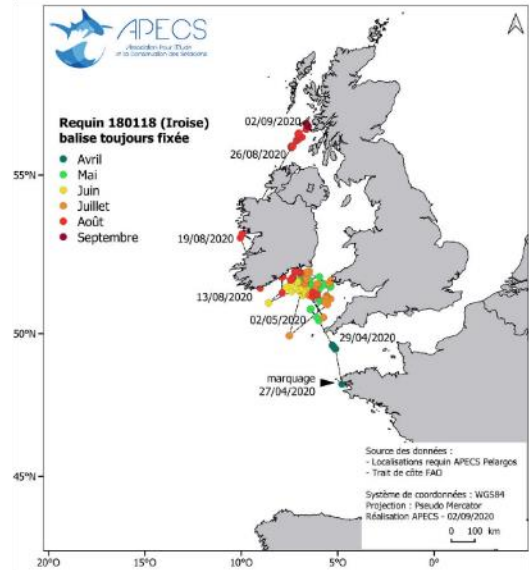 APECS
Association Pour l'Étude
et la Conservation des Sélaciens
Requin 180118 (Iroise)
balise toujours fixée
Avril
Mai
Juin
Juillet
Août
Septembre
02/09/2020
26/08/2020
19/08/2020
13/08/2020
02/05/2020
29/04/2020
marquage
27/04/2020
55°N
50°N
45°N
20°O
15°O
10°O
5°O
0°
Source des données :
- Localisations requin APECS Pelargos
- Trait de côte FAO
Système de coordonnées : WGS84
Projection : Pseudo Mercator
Réalisation APECS - 02/09/2020
0 100 km